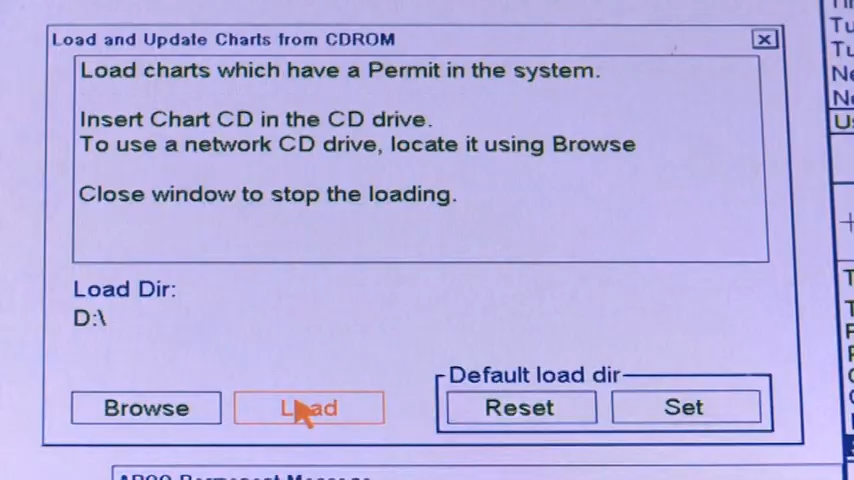 Load and Update Charts from CDROM
Load charts which have a Permit in the system.
Insert Chart CD in the CD drive.
To use a network CD drive, locate it using Browse
Close window to stop the loading.
Load Dir:
D:\
Default load dir
Browse
Load
Reset
Set